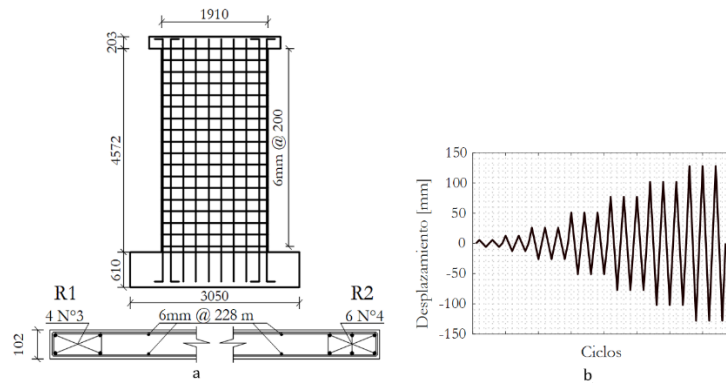 1910
203
4572
6mm @ 200
610
3050
R1
R2
4 N°3
6mm @ 228 m
6 N°4
102
a
150
100
50
0
-50
-100
-150
Desplazamiento [mm]
Ciclos
b